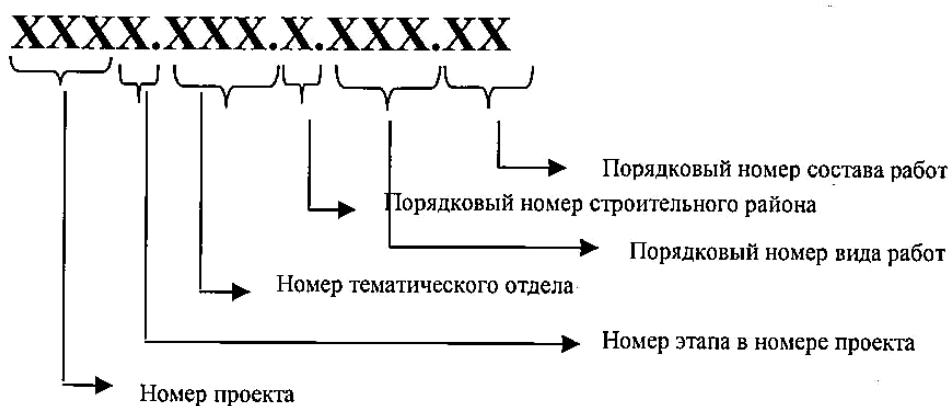 XXXX.XXX.X.XXX.XX
Порядковый номер состава работ
Порядковый номер строительного района
Порядковый номер вида работ
Номер тематического отдела
Номер этапа в номере проекта
Номер проекта